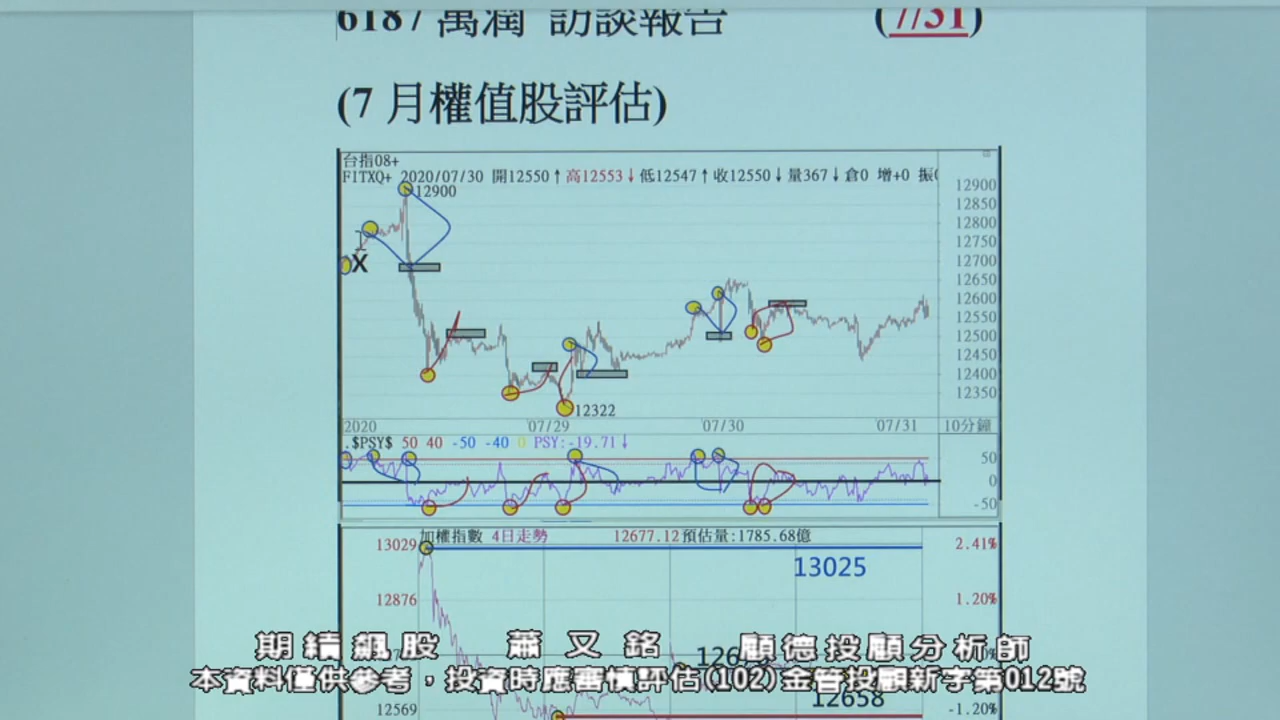 6187 萬潤 訪談報告 (7/31)
(7 月權值股評估)
台指08+
FITXQ+ 2020/07/30 開12550↑高12553↓低12547↑收12550↓量367↓倉0 增+0 振0
12900
12900
12850
12800
12750
12700
12650
12600
12550
12500
12450
12400
12350
X
12322
2020 07/29 07/30 07/31 10分鐘
.$PSY$ 50 40 -50 -40 0 PSY:-19.71↓
50
0
-50
加權指數 4日走勢 12677.12預估量:1785.68億
13029 2.41%
13025
12876 1.20%
期續飆股 蕭又銘 顧德投顧分析師
本資料僅供參考，投資時應審慎評估(102)金管投顧新字第012號
12658
12569 -1.20%